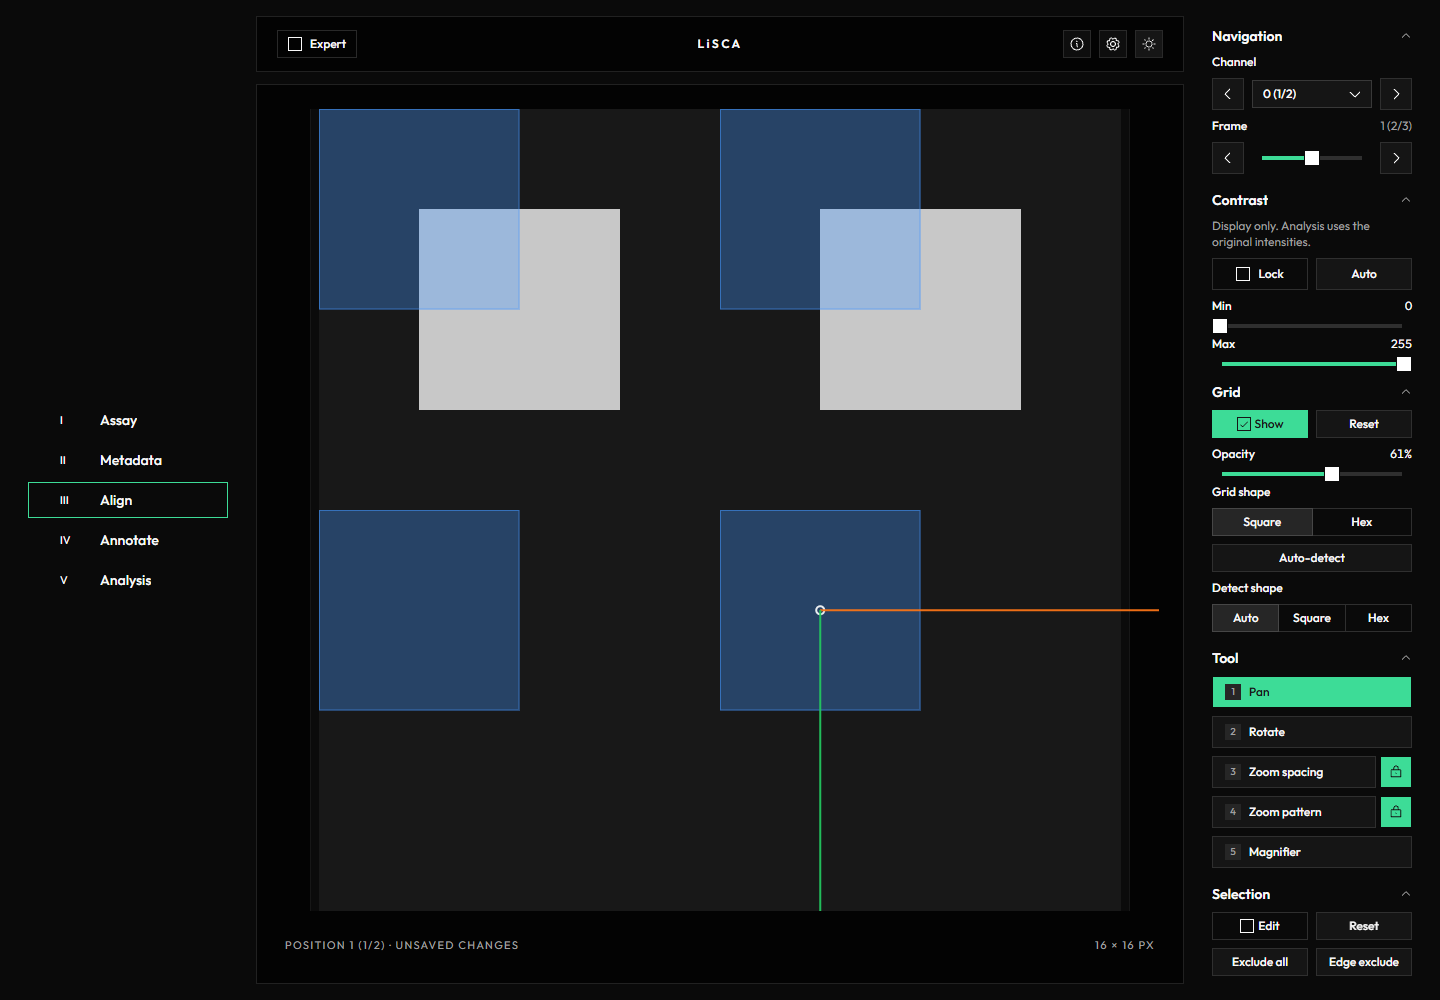 Expert
LiSCA
I Assay
II Metadata
III Align
IV Annotate
V Analysis
POSITION 1 (1/2) · UNSAVED CHANGES
16 × 16 PX
Navigation
Channel
0 (1/2)
Frame 1 (2/3)
Contrast
Display only. Analysis uses the
original intensities.
Lock Auto
Min 0
Max 255
Grid
Show Reset
Opacity 61%
Grid shape
Square Hex
Auto-detect
Detect shape
Auto Square Hex
Tool
1 Pan
2 Rotate
3 Zoom spacing
4 Zoom pattern
5 Magnifier
Selection
Edit Reset
Exclude all Edge exclude